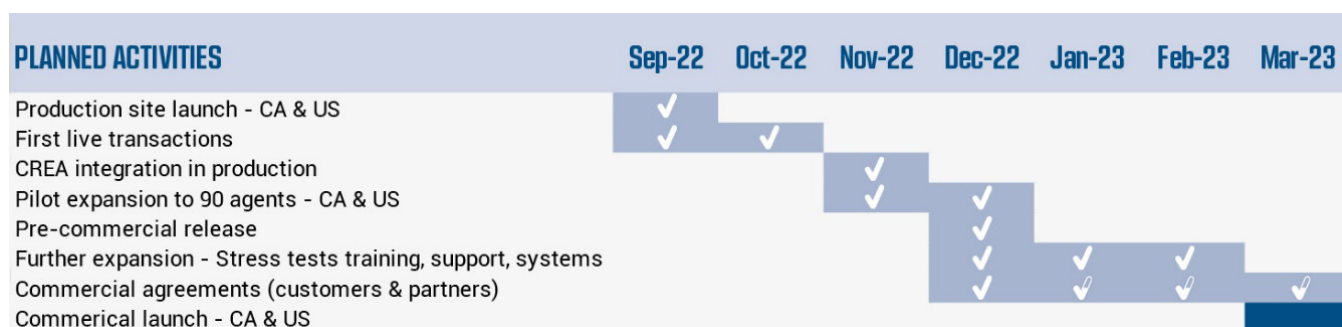 PLANNED ACTIVITIES Sep-22 Oct-22 Nov-22 Dec-22 Jan-23 Feb-23 Mar-23
Production site launch - CA & US
First live transactions
CREA integration in production
Pilot expansion to 90 agents - CA & US
Pre-commercial release
Further expansion - Stress tests training, support, systems
Commercial agreements (customers & partners)
Commerical launch - CA & US